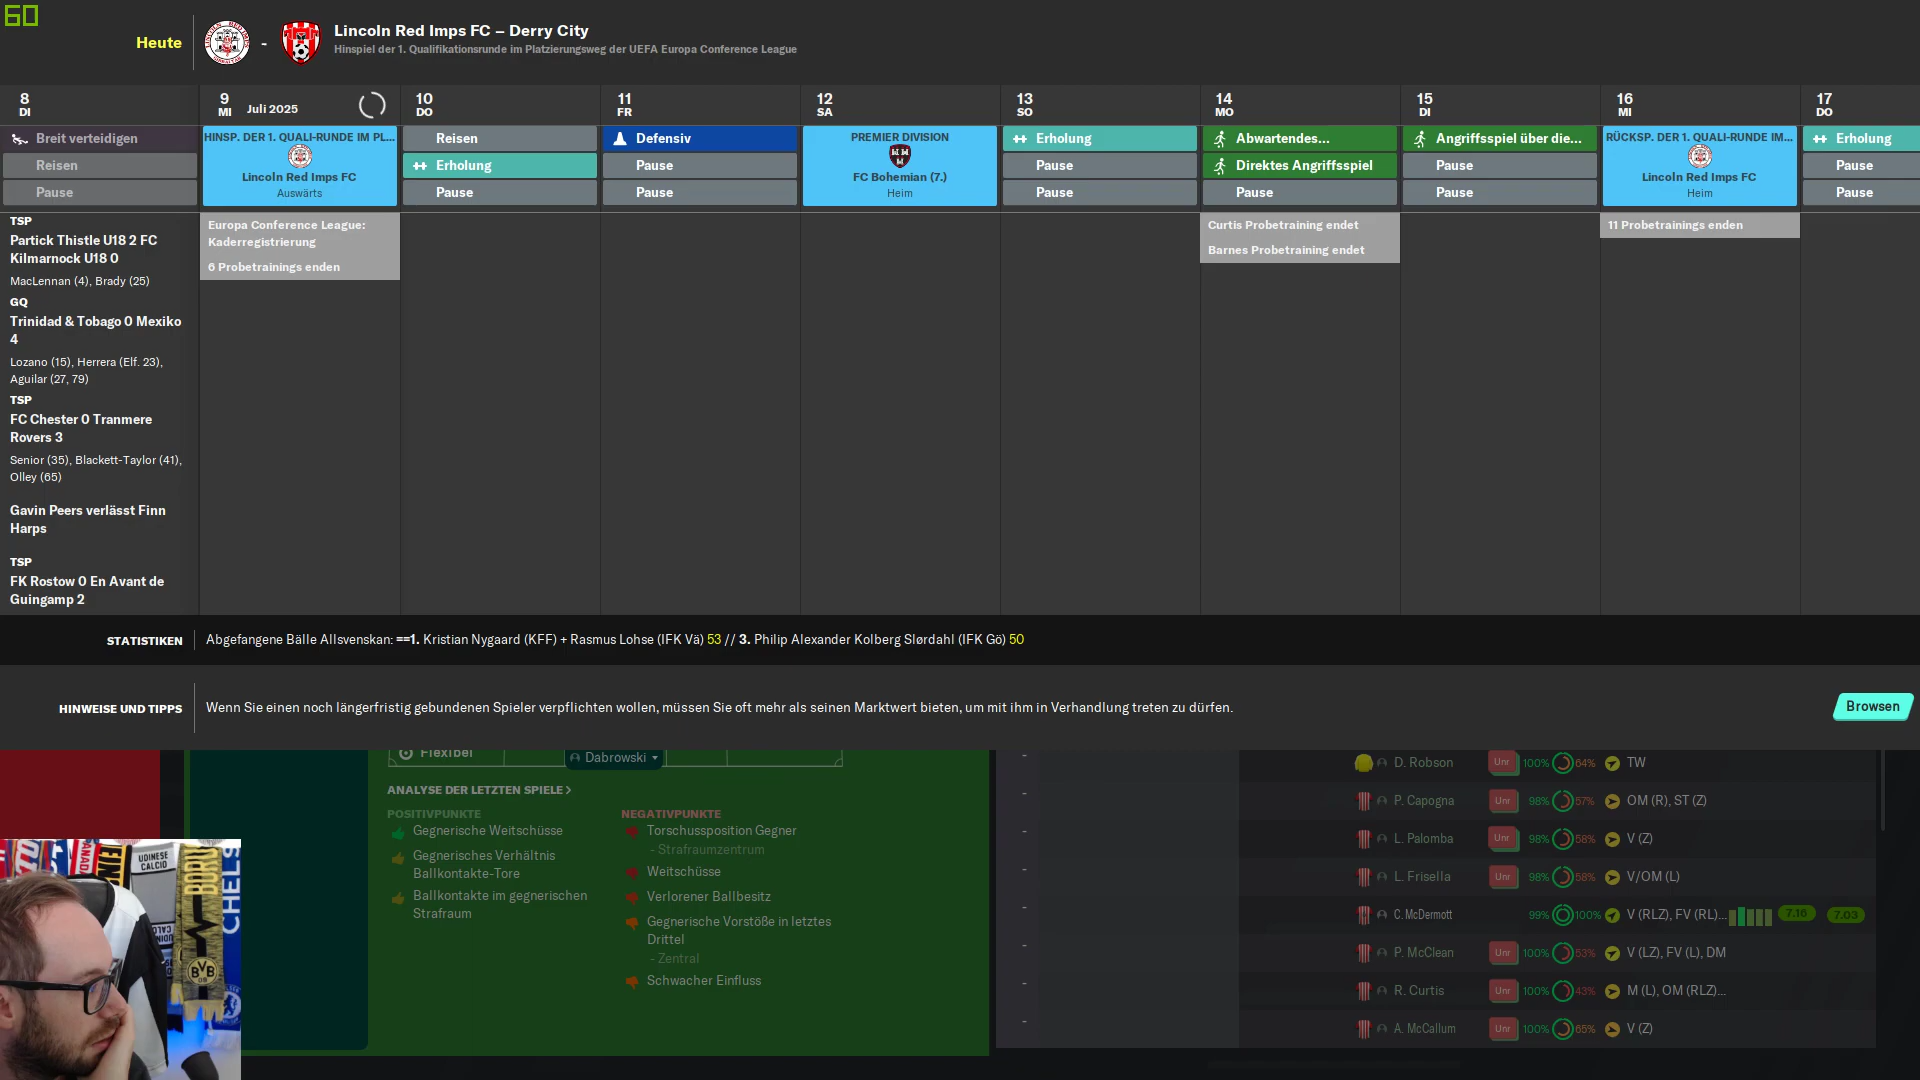 60
Heute
-
Lincoln Red Imps FC – Derry City
Hinspiel der 1. Qualifikationsrunde im Platzierungsweg der UEFA Europa Conference League
8
DI
9
MI
Juli 2025
10
DO
11
FR
12
SA
13
SO
14
MO
15
DI
16
MI
17
DO
Breit verteidigen
Reisen
Pause
HINSP. DER 1. QUALI-RUNDE IM PL...
Lincoln Red Imps FC
Auswärts
Reisen
Erholung
Pause
Defensiv
Pause
Pause
PREMIER DIVISION
FC Bohemian (7.)
Heim
Erholung
Pause
Pause
Abwartendes...
Direktes Angriffsspiel
Pause
Angriffsspiel über die...
Pause
Pause
RÜCKSP. DER 1. QUALI-RUNDE IM...
Lincoln Red Imps FC
Heim
Erholung
Pause
Pause
TSP
Partick Thistle U18 2 FC
Kilmarnock U18 0
MacLennan (4), Brady (25)
GQ
Trinidad & Tobago 0 Mexiko
4
Lozano (15), Herrera (Elf. 23),
Aguilar (27, 79)
TSP
FC Chester 0 Tranmere
Rovers 3
Senior (35), Blackett-Taylor (41),
Olley (65)
Gavin Peers verlässt Finn
Harps
TSP
FK Rostow 0 En Avant de
Guingamp 2
Europa Conference League:
Kaderregistrierung
6 Probetrainings enden
Curtis Probetraining endet
Barnes Probetraining endet
11 Probetrainings enden
STATISTIKEN
Abgefangene Bälle Allsvenskan: ==1. Kristian Nygaard (KFF) + Rasmus Lohse (IFK Vä) 53 // 3. Philip Alexander Kolberg Slørdahl (IFK Gö) 50
HINWEISE UND TIPPS
Wenn Sie einen noch längerfristig gebundenen Spieler verpflichten wollen, müssen Sie oft mehr als seinen Marktwert bieten, um mit ihm in Verhandlung treten zu dürfen.
Browsen
Flexibel
Dabrowski
ANALYSE DER LETZTEN SPIELE
POSITIVPUNKTE
Gegnerische Weitschüsse
Gegnerisches Verhältnis
Ballkontakte-Tore
Ballkontakte im gegnerischen
Strafraum
NEGATIVPUNKTE
Torschussposition Gegner
- Strafraumzentrum
Weitschüsse
Verlorener Ballbesitz
Gegnerische Vorstöße in letztes
Drittel
- Zentral
Schwacher Einfluss
- D. Robson Unr 100% 64% TW
- P. Capogna Unr 98% 57% OM (R), ST (Z)
- L. Palomba Unr 98% 58% V (Z)
- L. Frisella Unr 98% 58% V/OM (L)
- C. McDermott 99% 100% V (RLZ), FV (RL)... 7.16 7.03
- P. McClean Unr 100% 53% V (LZ), FV (L), DM
- R. Curtis Unr 100% 43% M (L), OM (RLZ)...
- A. McCallum Unr 100% 65% V (Z)
UDINESE
CALCIO
BVB
CHELS